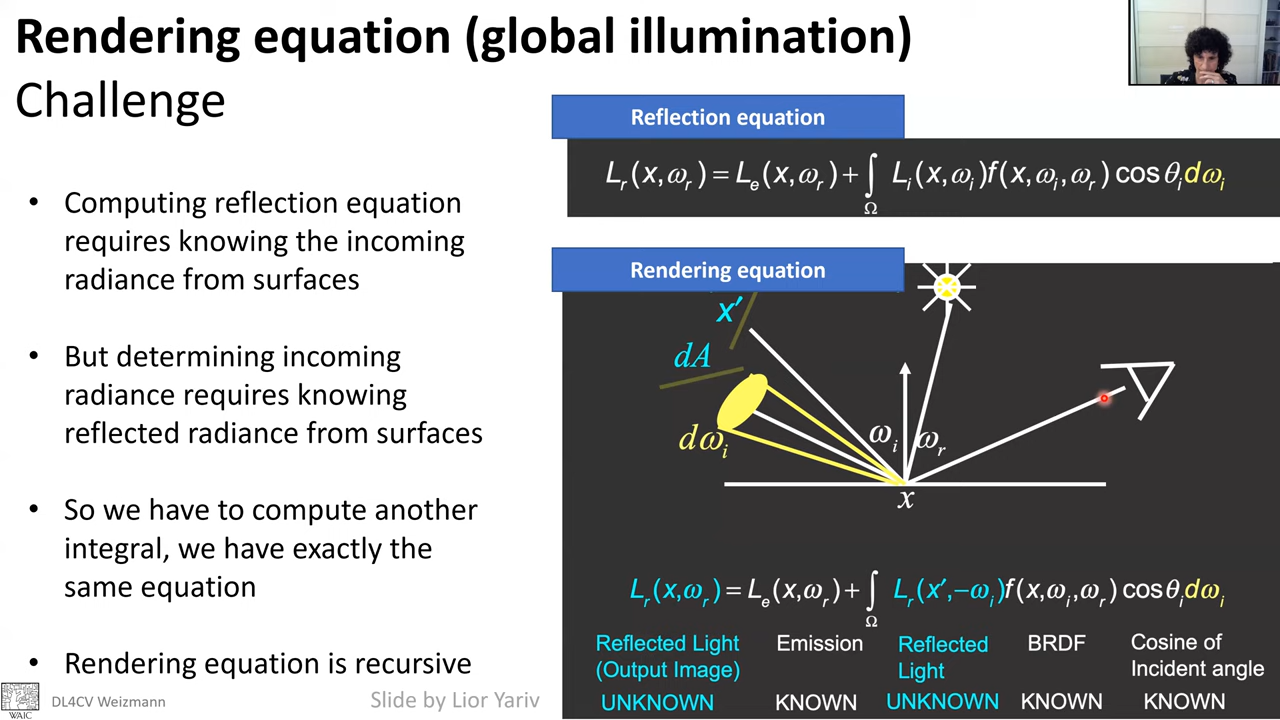 Rendering equation (global illumination)
Challenge
• Computing reflection equation
requires knowing the incoming
radiance from surfaces
• But determining incoming
radiance requires knowing
reflected radiance from surfaces
• So we have to compute another
integral, we have exactly the
same equation
• Rendering equation is recursive
Reflection equation
L_r(x,ω_r) = L_e(x,ω_r) + ∫_Ω L_i(x,ω_i)f(x,ω_i,ω_r) cos θ_i dω_i
Rendering equation
x′
dA
dω_i
ω_i ω_r
x
L_r(x,ω_r) = L_e(x,ω_r) + ∫_Ω L_r(x′,−ω_i)f(x,ω_i,ω_r) cos θ_i dω_i
Reflected Light
(Output Image)
UNKNOWN
Emission
KNOWN
Reflected
Light
UNKNOWN
BRDF
KNOWN
Cosine of
Incident angle
KNOWN
WAIC
DL4CV Weizmann
Slide by Lior Yariv